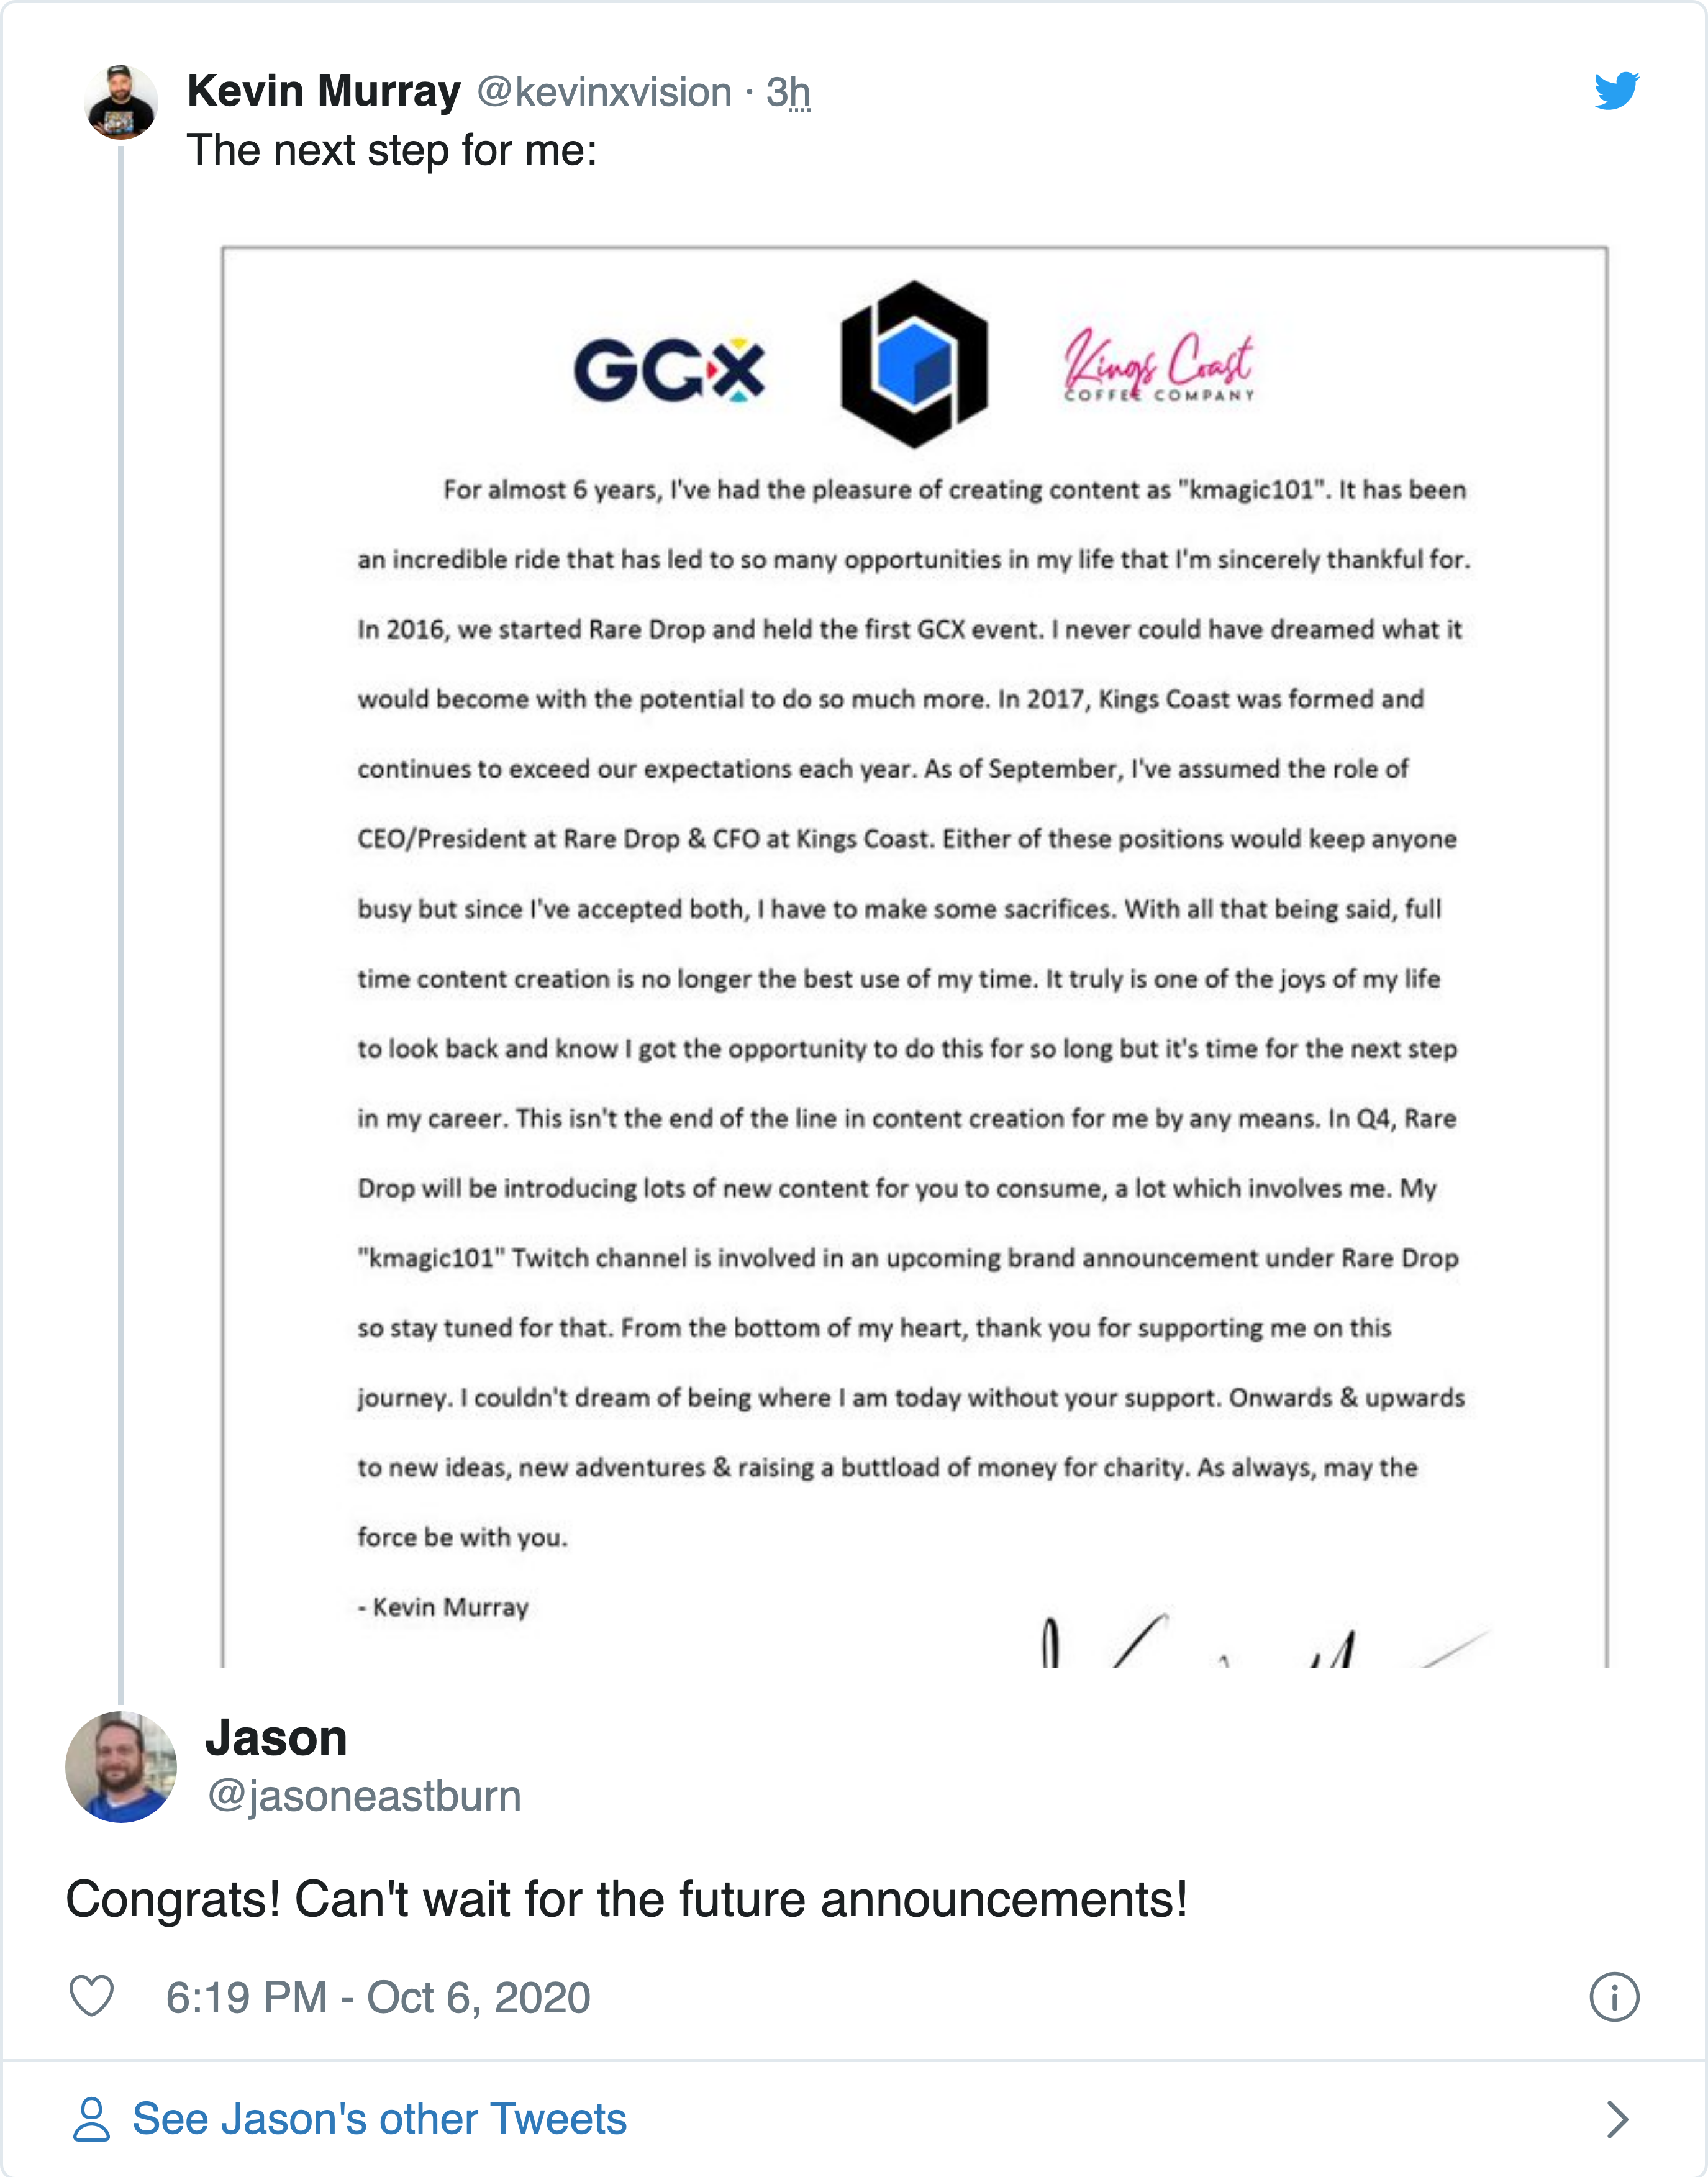 Kevin Murray @kevinxvision · 3h
The next step for me:
GCX
Kings Coast
COFFEE COMPANY
For almost 6 years, I've had the pleasure of creating content as "kmagic101". It has been
an incredible ride that has led to so many opportunities in my life that I'm sincerely thankful for.
In 2016, we started Rare Drop and held the first GCX event. I never could have dreamed what it
would become with the potential to do so much more. In 2017, Kings Coast was formed and
continues to exceed our expectations each year. As of September, I've assumed the role of
CEO/President at Rare Drop & CFO at Kings Coast. Either of these positions would keep anyone
busy but since I've accepted both, I have to make some sacrifices. With all that being said, full
time content creation is no longer the best use of my time. It truly is one of the joys of my life
to look back and know I got the opportunity to do this for so long but it's time for the next step
in my career. This isn't the end of the line in content creation for me by any means. In Q4, Rare
Drop will be introducing lots of new content for you to consume, a lot which involves me. My
"kmagic101" Twitch channel is involved in an upcoming brand announcement under Rare Drop
so stay tuned for that. From the bottom of my heart, thank you for supporting me on this
journey. I couldn't dream of being where I am today without your support. Onwards & upwards
to new ideas, new adventures & raising a buttload of money for charity. As always, may the
force be with you.
- Kevin Murray
Jason
@jasoneastburn
Congrats! Can't wait for the future announcements!
6:19 PM - Oct 6, 2020
See Jason's other Tweets